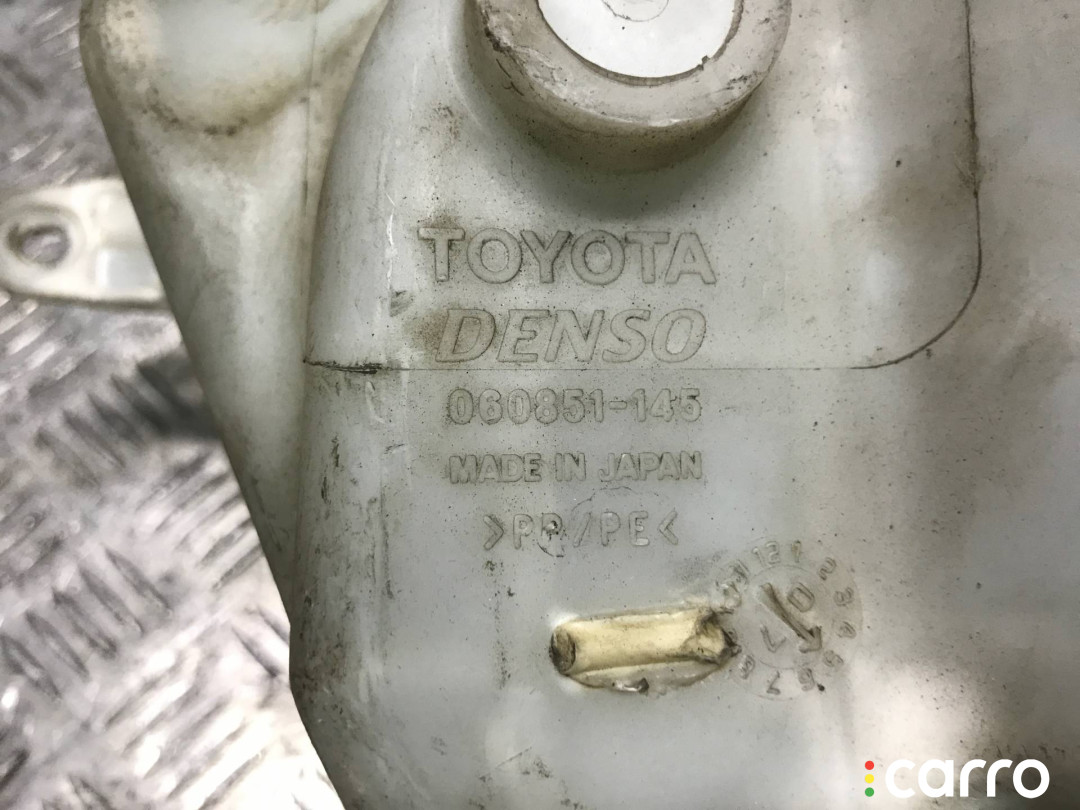 TOYOTA
DENSO
060851-145
MADE IN JAPAN
>PP/PE<
carro